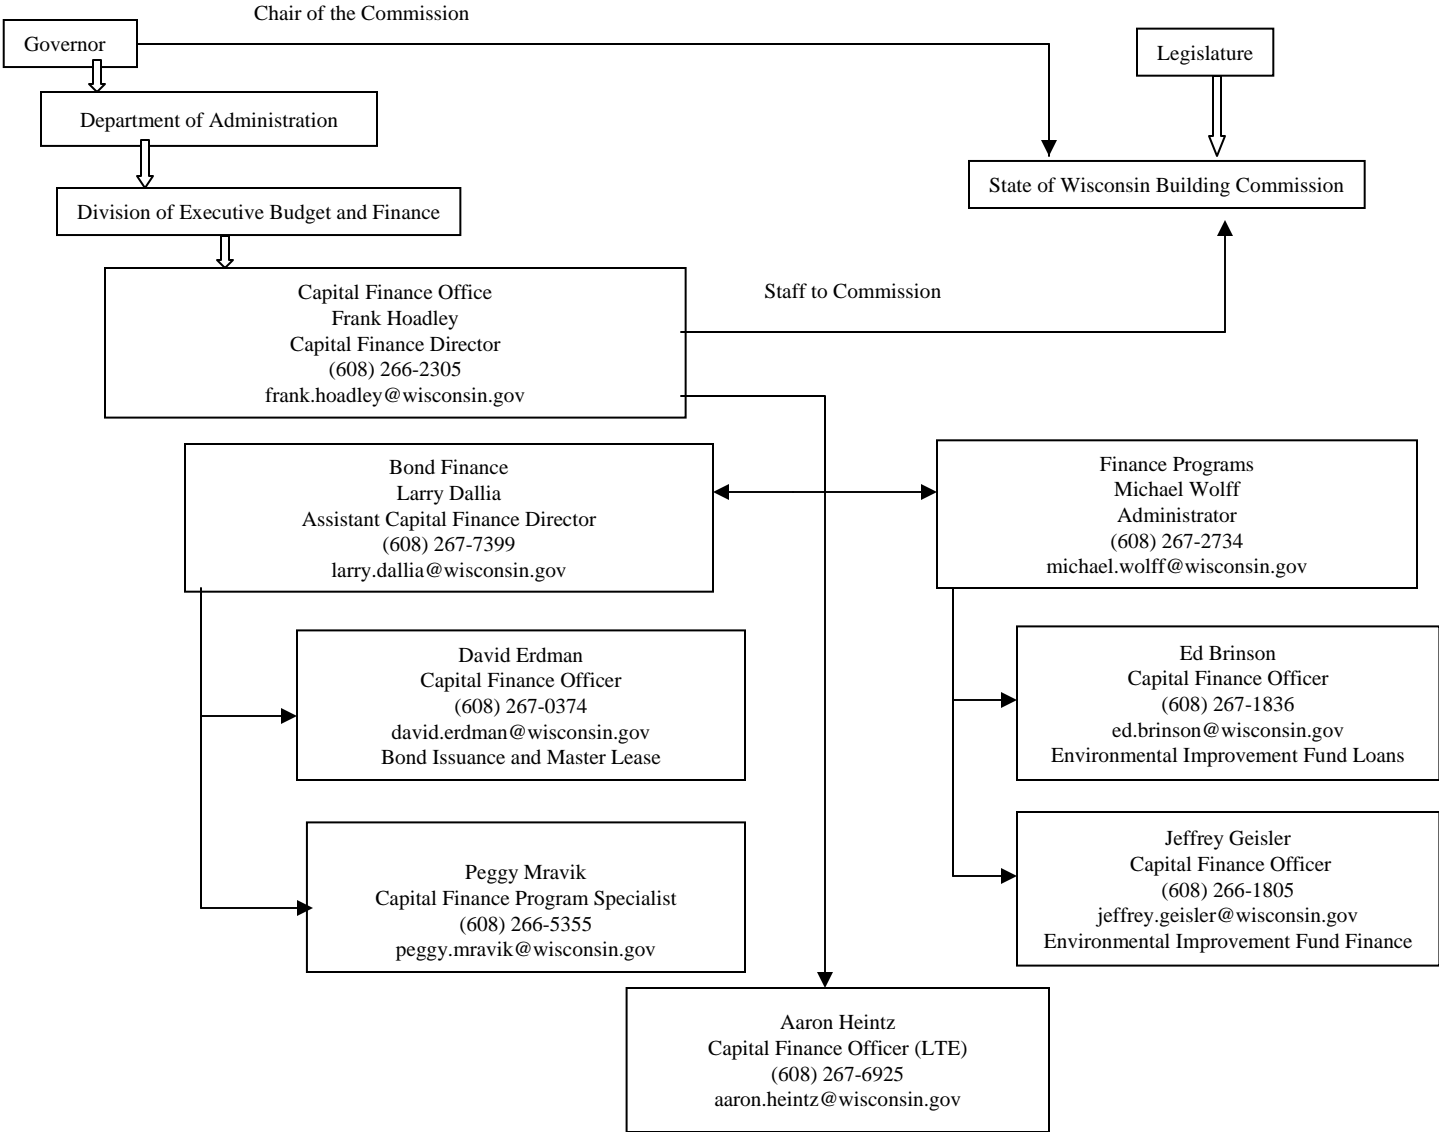 Chair of the Commission
Governor
Legislature
Department of Administration
State of Wisconsin Building Commission
Division of Executive Budget and Finance
Capital Finance Office
Frank Hoadley
Capital Finance Director
(608) 266-2305
frank.hoadley@wisconsin.gov
Staff to Commission
Bond Finance
Larry Dallia
Assistant Capital Finance Director
(608) 267-7399
larry.dallia@wisconsin.gov
Finance Programs
Michael Wolff
Administrator
(608) 267-2734
michael.wolff@wisconsin.gov
David Erdman
Capital Finance Officer
(608) 267-0374
david.erdman@wisconsin.gov
Bond Issuance and Master Lease
Ed Brinson
Capital Finance Officer
(608) 267-1836
ed.brinson@wisconsin.gov
Environmental Improvement Fund Loans
Peggy Mravik
Capital Finance Program Specialist
(608) 266-5355
peggy.mravik@wisconsin.gov
Jeffrey Geisler
Capital Finance Officer
(608) 266-1805
jeffrey.geisler@wisconsin.gov
Environmental Improvement Fund Finance
Aaron Heintz
Capital Finance Officer (LTE)
(608) 267-6925
aaron.heintz@wisconsin.gov